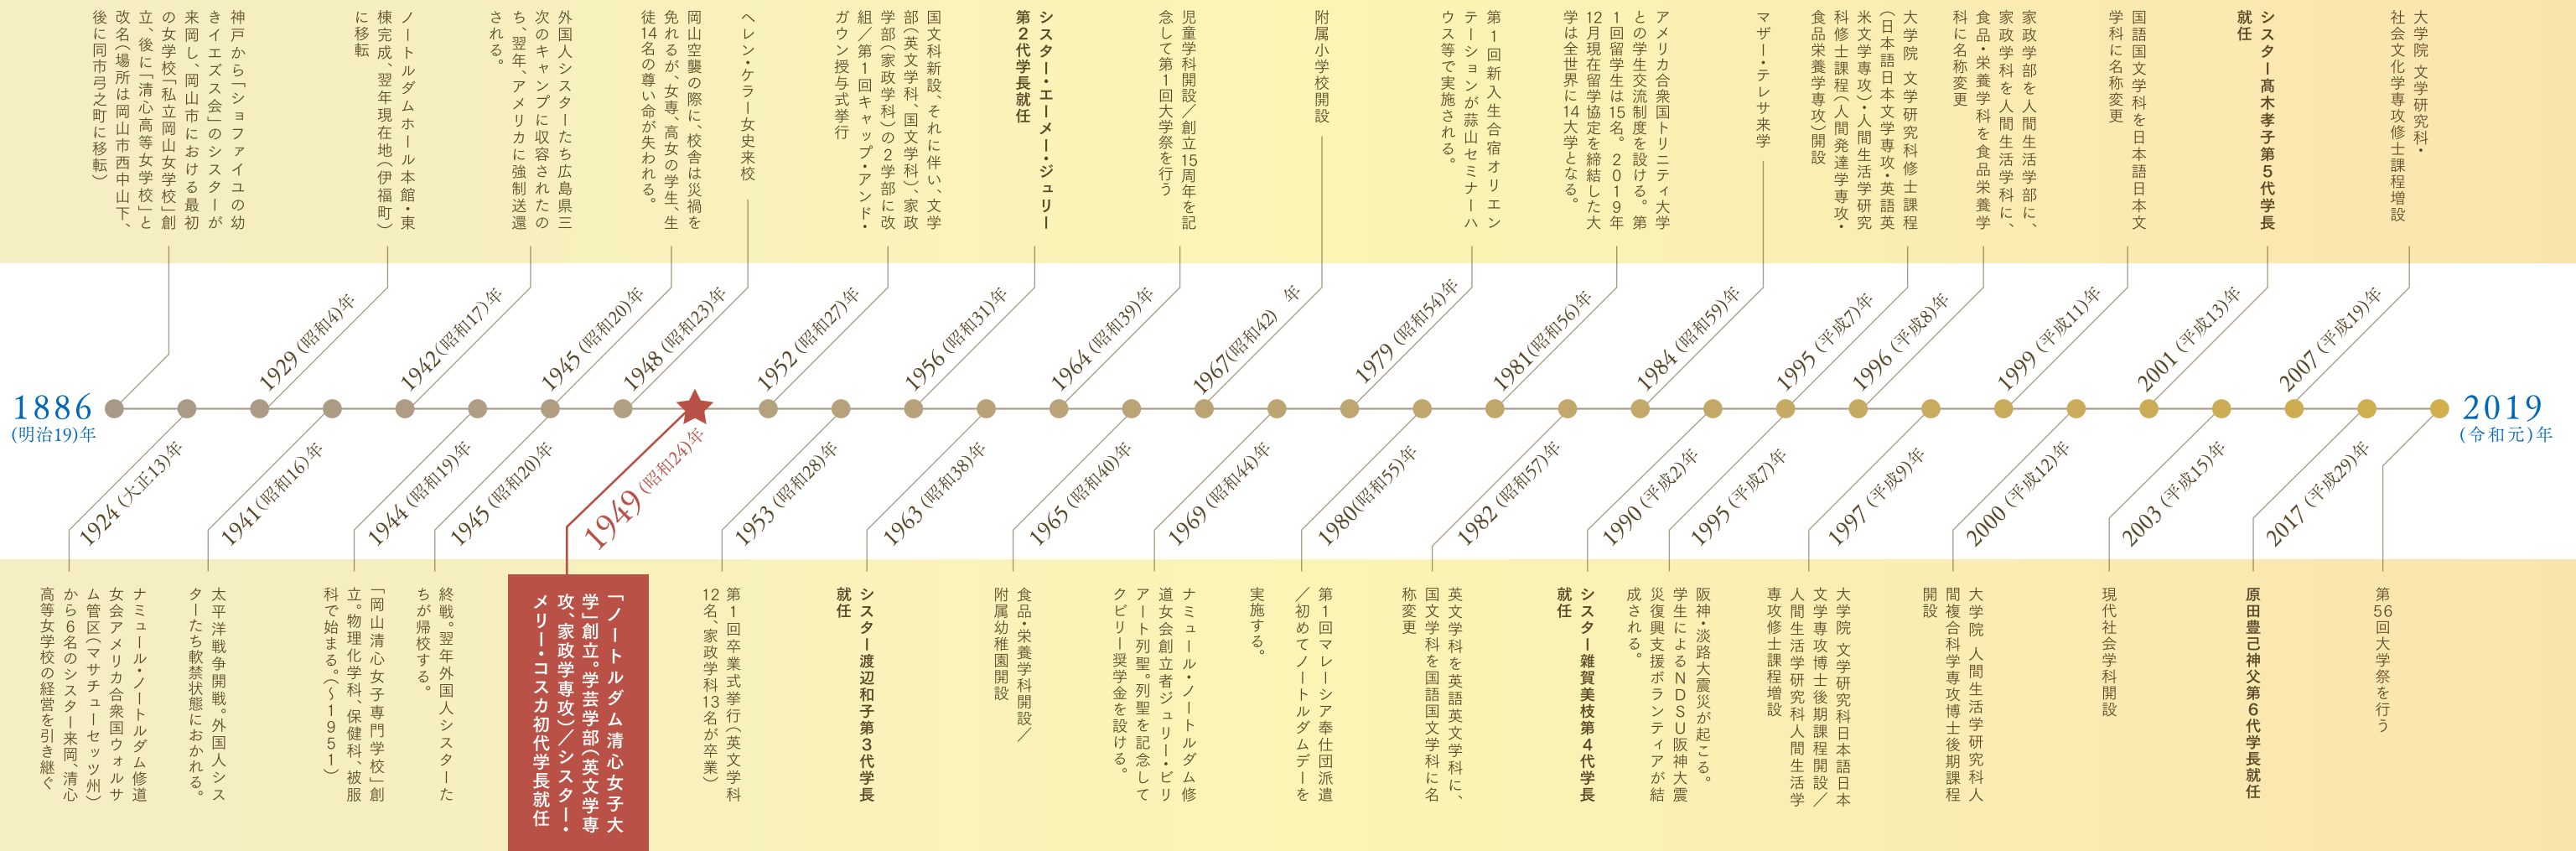 1886
(明治19)年
神戸から「ショファイユの幼
きイエズス会」のシスターが
来岡し、岡山市における最初
の女学校「私立岡山女学校」創
立、後に「清心高等女学校」と
改名(場所は岡山市西中山下、
後に同市弓之町に移転)
1924 (大正13)年
ナミュール・ノートルダム修道
女会アメリカ合衆国ウォルサ
ム管区(マサチューセッツ州)
から6名のシスター来岡、清心
高等女学校の経営を引き継ぐ
1929 (昭和4)年
ノートルダムホール本館・東
棟完成、翌年現在地(伊福町)
に移転
1941 (昭和16)年
太平洋戦争開戦。外国人シス
ターたち軟禁状態におかれる。
1942(昭和17)年
外国人シスターたち広島県三
次のキャンプに収容されたの
ち、翌年、アメリカに強制送還
される。
1944 (昭和19)年
「岡山清心女子専門学校」創
立。物理化学科、保健科、被服
科で始まる。(〜1951)
1945 (昭和20)年
岡山空襲の際に、校舎は災禍を
免れるが、女専、高女の学生、生
徒14名の尊い命が失われる。
1945 (昭和20)年
終戦。翌年外国人シスターた
ちが帰校する。
1948 (昭和23)年
ヘレン・ケラー女史来校
1949 (昭和24)年
「ノートルダム清心女子大
学」創立。学芸学部(英文学専
攻、家政学専攻)／シスター・
メリー・コスカ初代学長就任
1952 (昭和27)年
国文科新設、それに伴い、文学
部(英文学科、国文学科)、家政
学部(家政学科)の2学部に改
組／第1回キャップ・アンド・
ガウン授与式挙行
1953 (昭和28)年
第1回卒業式挙行(英文学科
12名、家政学科13名が卒業)
1956 (昭和31)年
シスター・エーメー・ジュリー
第2代学長就任
1963 (昭和38)年
シスター渡辺和子第3代学長
就任
1964 (昭和39)年
児童学科開設／創立15周年を記
念して第1回大学祭を行う
1965 (昭和40)年
食品・栄養学科開設／
附属幼稚園開設
1967(昭和42) 年
附属小学校開設
1969 (昭和44)年
ナミュール・ノートルダム修
道女会創立者ジュリー・ビリ
アート列聖。列聖を記念して
クビリー奨学金を設ける。
1979 (昭和54)年
第1回新入生合宿オリエン
テーションが蒜山セミナーハ
ウス等で実施される。
1980(昭和55)年
第1回マレーシア奉仕団派遣
／初めてノートルダムデーを
実施する。
1981(昭和56)年
アメリカ合衆国トリニティ大学
との学生交流制度を設ける。第
1回留学生は15名。2019年
12月現在留学協定を締結した大
学は全世界に14大学となる。
1982 (昭和57)年
英文学科を英語英文学科に、
国文学科を国語国文学科に名
称変更
1984 (昭和59)年
マザー・テレサ来学
1990 (平成2)年
シスター雜賀美枝第4代学長
就任
1995 (平成7)年
大学院 文学研究科修士課程
(日本語日本文学専攻・英語英
米文学専攻)・人間生活学研究
科修士課程(人間発達学専攻・
食品栄養学専攻)開設
1995 (平成7)年
阪神・淡路大震災が起こる。
学生によるNDSU阪神大震
災復興支援ボランティアが結
成される。
1996 (平成8)年
家政学部を人間生活学部に、
家政学科を人間生活学科に、
食品・栄養学科を食品栄養学
科に名称変更
1997 (平成9)年
大学院 文学研究科日本語日本
文学専攻博士後期課程開設／
人間生活学研究科人間生活学
専攻修士課程増設
1999 (平成11)年
国語国文学科を日本語日本文
学科に名称変更
2000 (平成12)年
大学院 人間生活学研究科人
間複合科学専攻博士後期課程
開設
2001 (平成13)年
シスター髙木孝子第5代学長
就任
2003 (平成15)年
現代社会学科開設
2007 (平成19)年
大学院 文学研究科・
社会文化学専攻修士課程増設
2017 (平成29)年
原田豊己神父第6代学長就任
2019
(令和元)年
第56回大学祭を行う